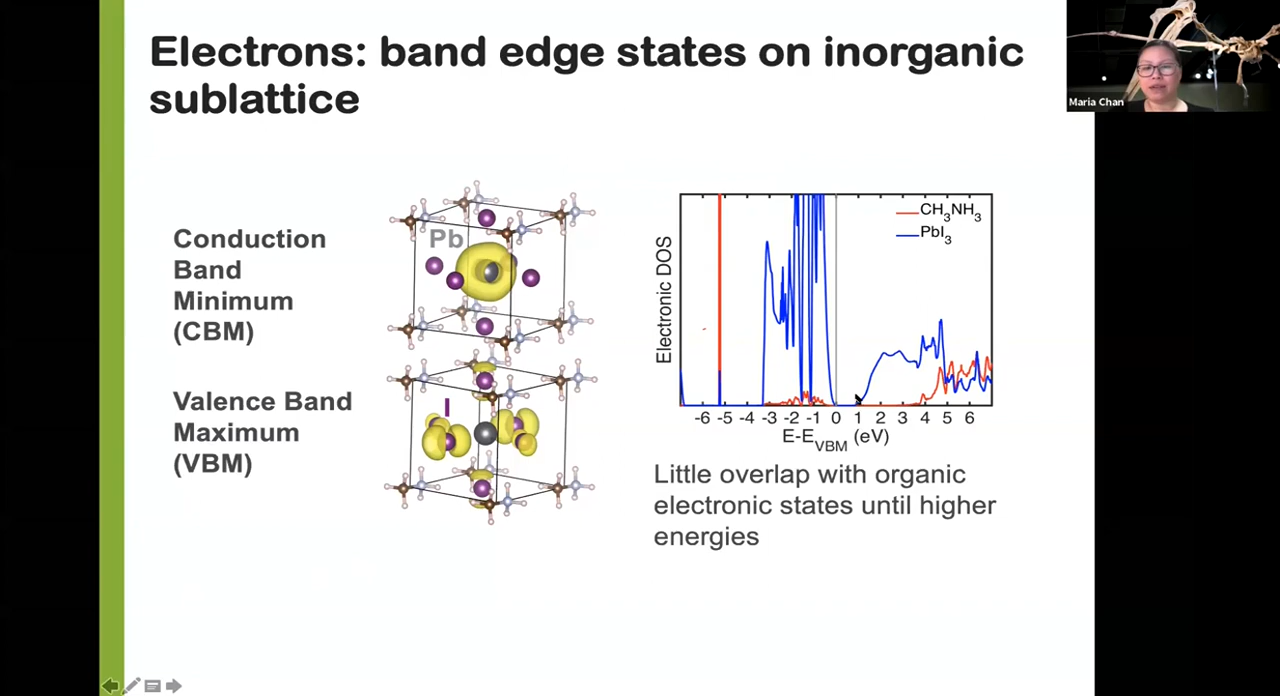 Electrons: band edge states on inorganic
sublattice
Maria Chan
Conduction
Band
Minimum
(CBM)
Pb
Valence Band
Maximum
(VBM)
I
CH3NH3
PbI3
Electronic DOS
-6 -5 -4 -3 -2 -1 0 1 2 3 4 5 6
E-EVBM (eV)
Little overlap with organic
electronic states until higher
energies